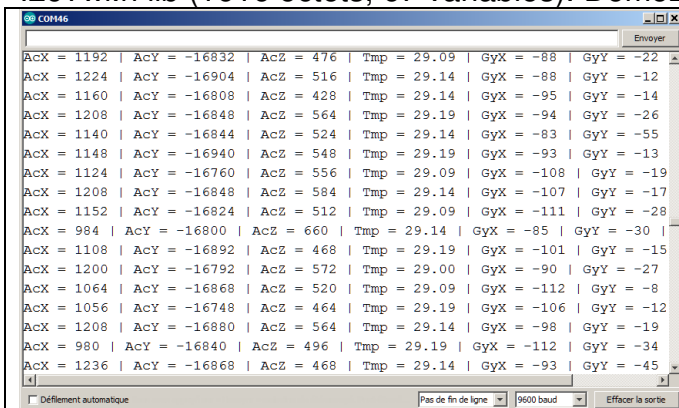 COM46
Envoyer
AcX = 1192 | AcY = -16832 | AcZ = 476 | Tmp = 29.09 | GyX = -88 | GyY = -22
AcX = 1224 | AcY = -16904 | AcZ = 516 | Tmp = 29.14 | GyX = -88 | GyY = -12
AcX = 1160 | AcY = -16808 | AcZ = 428 | Tmp = 29.14 | GyX = -95 | GyY = -14
AcX = 1208 | AcY = -16848 | AcZ = 564 | Tmp = 29.19 | GyX = -94 | GyY = -26
AcX = 1140 | AcY = -16844 | AcZ = 524 | Tmp = 29.14 | GyX = -83 | GyY = -55
AcX = 1148 | AcY = -16940 | AcZ = 548 | Tmp = 29.19 | GyX = -93 | GyY = -13
AcX = 1124 | AcY = -16760 | AcZ = 556 | Tmp = 29.09 | GyX = -108 | GyY = -19
AcX = 1208 | AcY = -16848 | AcZ = 584 | Tmp = 29.14 | GyX = -107 | GyY = -17
AcX = 1152 | AcY = -16824 | AcZ = 512 | Tmp = 29.09 | GyX = -111 | GyY = -28
AcX = 984 | AcY = -16800 | AcZ = 660 | Tmp = 29.14 | GyX = -85 | GyY = -30 |
AcX = 1108 | AcY = -16892 | AcZ = 468 | Tmp = 29.19 | GyX = -101 | GyY = -15
AcX = 1200 | AcY = -16792 | AcZ = 572 | Tmp = 29.00 | GyX = -90 | GyY = -27
AcX = 1064 | AcY = -16868 | AcZ = 520 | Tmp = 29.09 | GyX = -112 | GyY = -8
AcX = 1056 | AcY = -16748 | AcZ = 464 | Tmp = 29.19 | GyX = -106 | GyY = -12
AcX = 1208 | AcY = -16880 | AcZ = 564 | Tmp = 29.14 | GyX = -98 | GyY = -19
AcX = 980 | AcY = -16840 | AcZ = 496 | Tmp = 29.19 | GyX = -112 | GyY = -34
AcX = 1236 | AcY = -16868 | AcZ = 468 | Tmp = 29.14 | GyX = -93 | GyY = -45
Défilement automatique Pas de fin de ligne 9600 baud Effacer la sortie